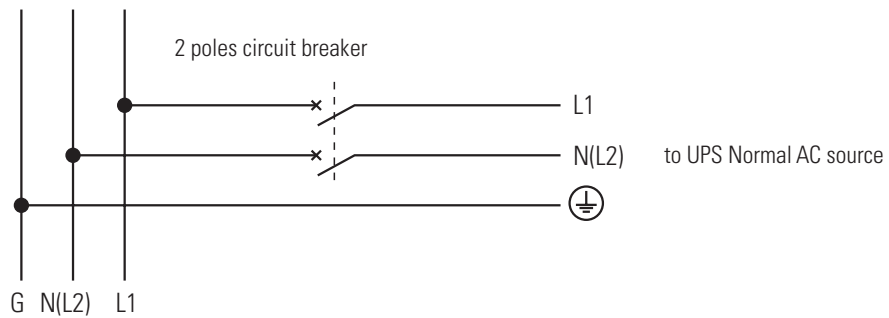 2 poles circuit breaker
L1
N(L2) to UPS Normal AC source
G N(L2) L1